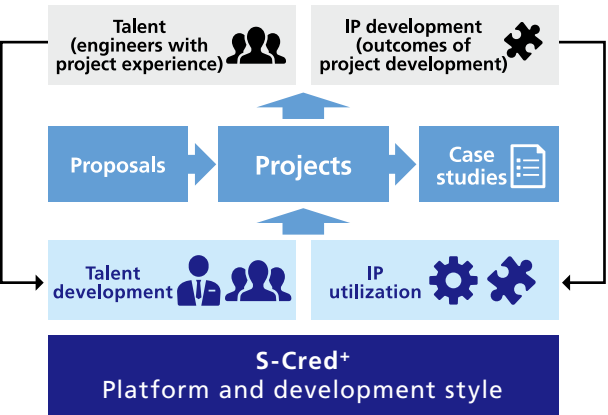 Talent
(engineers with
project experience)
IP development
(outcomes of
project development)
Proposals
Projects
Case
studies
Talent
development
IP
utilization
S-Cred⁺
Platform and development style